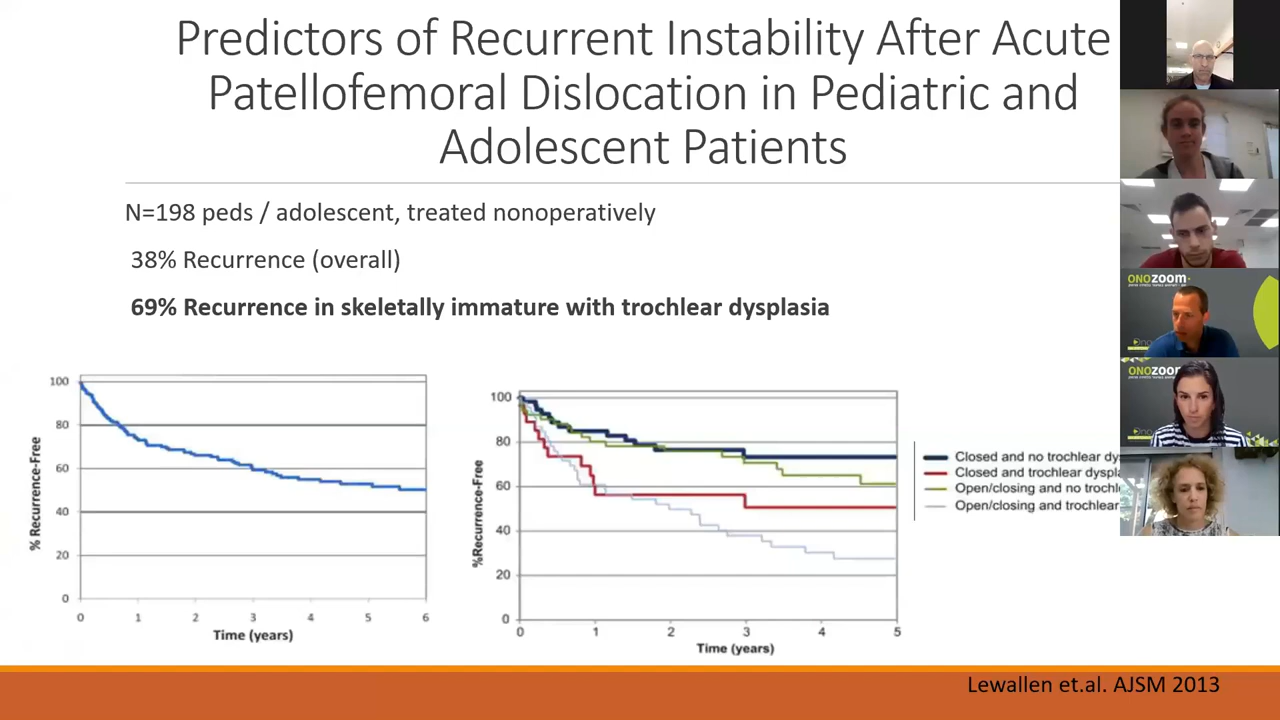 Predictors of Recurrent Instability After Acute
Patellofemoral Dislocation in Pediatric and
Adolescent Patients
N=198 peds / adolescent, treated nonoperatively
38% Recurrence (overall)
69% Recurrence in skeletally immature with trochlear dysplasia
% Recurrence-Free
100
80
60
40
20
0
0 1 2 3 4 5 6
Time (years)
%Recurrence-Free
100
80
60
40
20
0
0 1 2 3 4 5
Time (years)
Closed and no trochlear dy
Closed and trochlear dyspla
Open/closing and no trochl
Open/closing and trochlear
ONOZOOM
ONOZOOM
Lewallen et.al. AJSM 2013